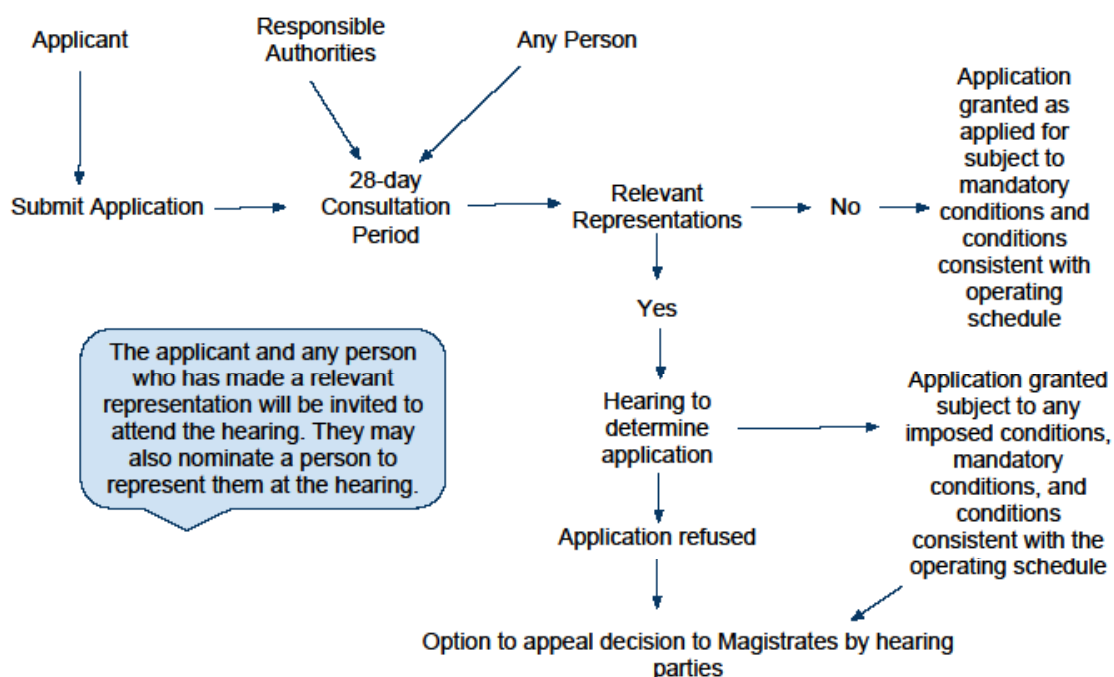 Applicant
Responsible
Authorities
Any Person
Submit Application
28-day
Consultation
Period
Relevant
Representations
No
Application
granted as
applied for
subject to
mandatory
conditions and
conditions
consistent with
operating
schedule
Yes
The applicant and any person
who has made a relevant
representation will be invited to
attend the hearing. They may
also nominate a person to
represent them at the hearing.
Hearing to
determine
application
Application granted
subject to any
imposed conditions,
mandatory
conditions, and
conditions
consistent with the
operating schedule
Application refused
Option to appeal decision to Magistrates by hearing
parties